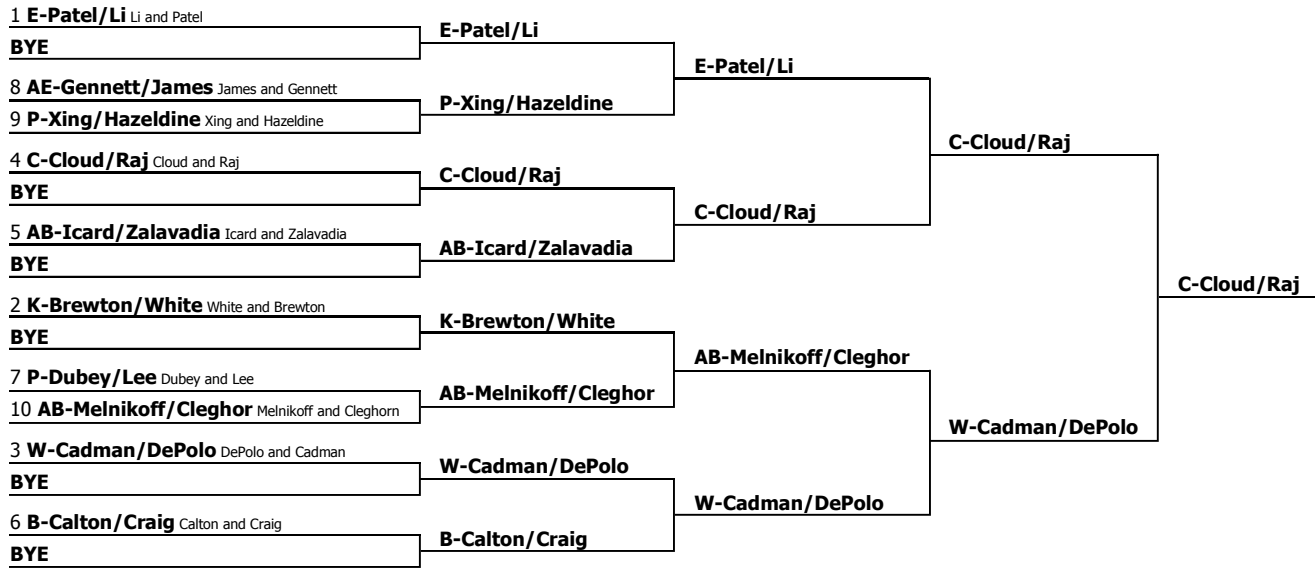 1 E-Patel/Li Li and Patel
BYE
8 AE-Gennett/James James and Gennett
9 P-Xing/Hazeldine Xing and Hazeldine
4 C-Cloud/Raj Cloud and Raj
BYE
5 AB-Icard/Zalavadia Icard and Zalavadia
BYE
2 K-Brewton/White White and Brewton
BYE
7 P-Dubey/Lee Dubey and Lee
10 AB-Melnikoff/Cleghor Melnikoff and Cleghorn
3 W-Cadman/DePolo DePolo and Cadman
BYE
6 B-Calton/Craig Calton and Craig
BYE
E-Patel/Li
P-Xing/Hazeldine
C-Cloud/Raj
AB-Icard/Zalavadia
K-Brewton/White
AB-Melnikoff/Cleghor
W-Cadman/DePolo
B-Calton/Craig
E-Patel/Li
C-Cloud/Raj
AB-Melnikoff/Cleghor
W-Cadman/DePolo
C-Cloud/Raj
W-Cadman/DePolo
C-Cloud/Raj